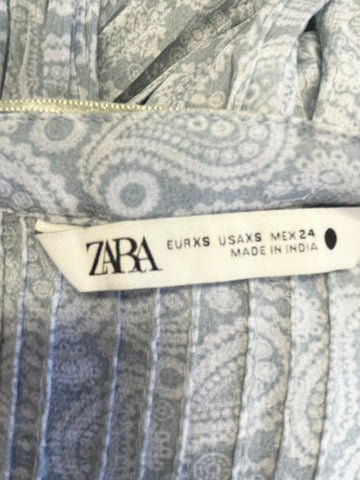 ZARA
EUR XS USA XS MEX 24
MADE IN INDIA